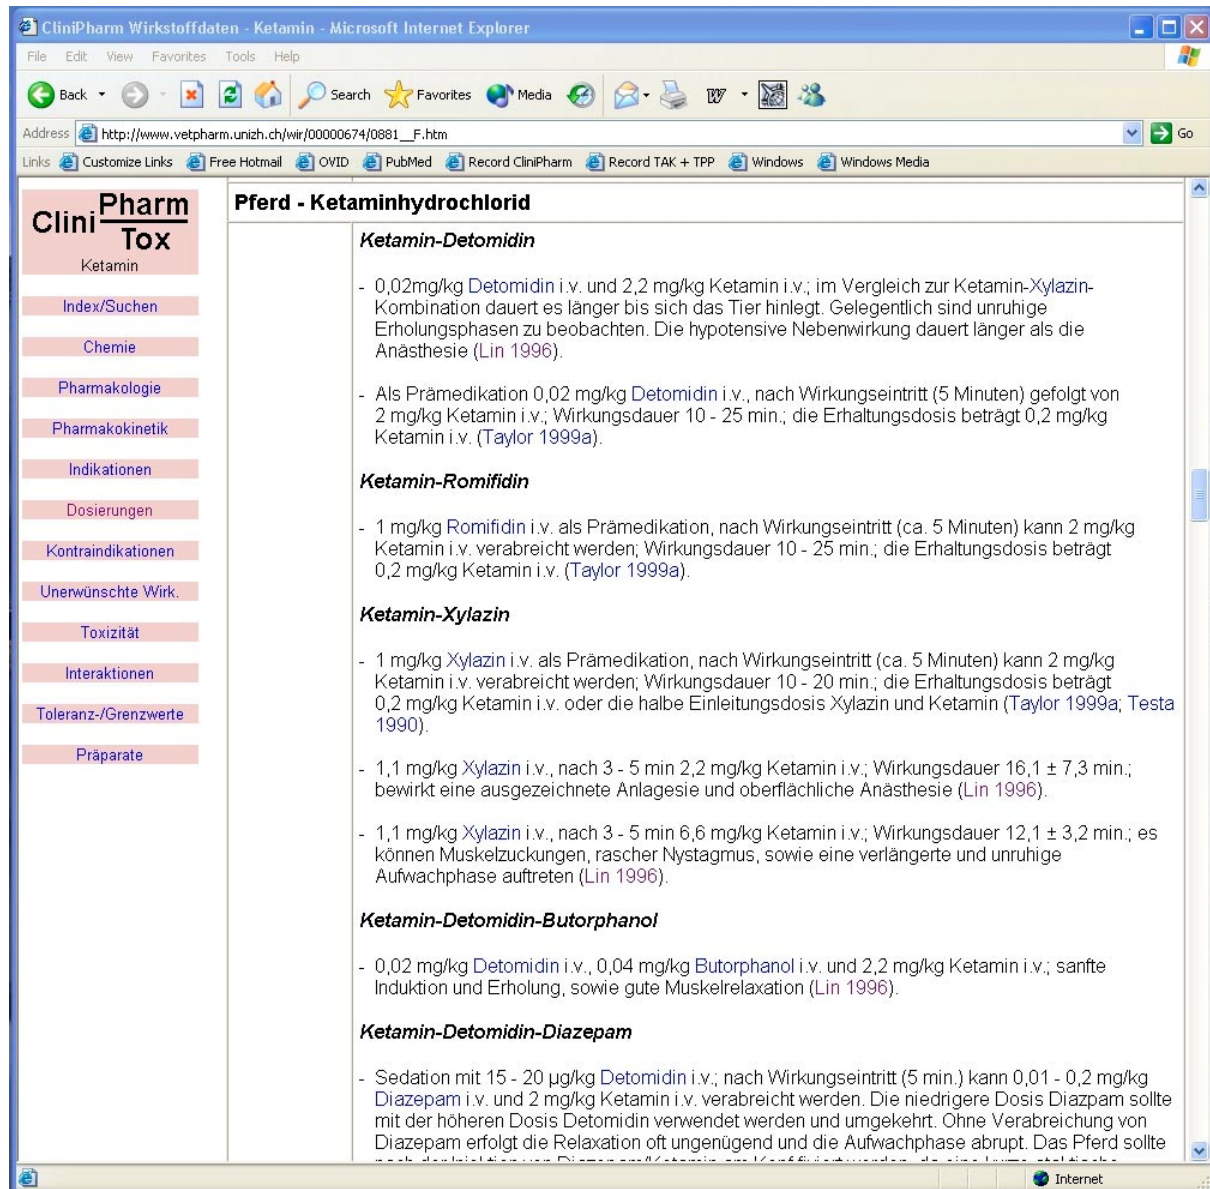 CliniPharm Wirkstoffdaten - Ketamin - Microsoft Internet Explorer
File Edit View Favorites Tools Help
Back Search Favorites Media
Address http://www.vetpharm.unizh.ch/wir/00000674/0881__F.htm Go
Links Customize Links Free Hotmail OVID PubMed Record CliniPharm Record TAK + TPP Windows Windows Media
Clini Pharm
Tox
Ketamin
Index/Suchen
Chemie
Pharmakologie
Pharmakokinetik
Indikationen
Dosierungen
Kontraindikationen
Unerwünschte Wirk.
Toxizität
Interaktionen
Toleranz-/Grenzwerte
Präparate
Pferd - Ketaminhydrochlorid
Ketamin-Detomidin
- 0,02mg/kg Detomidin i.v. und 2,2 mg/kg Ketamin i.v.; im Vergleich zur Ketamin-Xylazin-
Kombination dauert es länger bis sich das Tier hinlegt. Gelegentlich sind unruhige
Erholungsphasen zu beobachten. Die hypotensive Nebenwirkung dauert länger als die
Anästhesie (Lin 1996).
- Als Prämedikation 0,02 mg/kg Detomidin i.v., nach Wirkungseintritt (5 Minuten) gefolgt von
2 mg/kg Ketamin i.v.; Wirkungsdauer 10 - 25 min.; die Erhaltungsdosis beträgt 0,2 mg/kg
Ketamin i.v. (Taylor 1999a).
Ketamin-Romifidin
- 1 mg/kg Romifidin i.v. als Prämedikation, nach Wirkungseintritt (ca. 5 Minuten) kann 2 mg/kg
Ketamin i.v. verabreicht werden; Wirkungsdauer 10 - 25 min.; die Erhaltungsdosis beträgt
0,2 mg/kg Ketamin i.v. (Taylor 1999a).
Ketamin-Xylazin
- 1 mg/kg Xylazin i.v. als Prämedikation, nach Wirkungseintritt (ca. 5 Minuten) kann 2 mg/kg
Ketamin i.v. verabreicht werden; Wirkungsdauer 10 - 20 min.; die Erhaltungsdosis beträgt
0,2 mg/kg Ketamin i.v. oder die halbe Einleitungsdosis Xylazin und Ketamin (Taylor 1999a; Testa
1990).
- 1,1 mg/kg Xylazin i.v., nach 3 - 5 min 2,2 mg/kg Ketamin i.v.; Wirkungsdauer 16,1 ± 7,3 min.;
bewirkt eine ausgezeichnete Anlagesie und oberflächliche Anästhesie (Lin 1996).
- 1,1 mg/kg Xylazin i.v., nach 3 - 5 min 6,6 mg/kg Ketamin i.v.; Wirkungsdauer 12,1 ± 3,2 min.; es
können Muskelzuckungen, rascher Nystagmus, sowie eine verlängerte und unruhige
Aufwachphase auftreten (Lin 1996).
Ketamin-Detomidin-Butorphanol
- 0,02 mg/kg Detomidin i.v., 0,04 mg/kg Butorphanol i.v. und 2,2 mg/kg Ketamin i.v.; sanfte
Induktion und Erholung, sowie gute Muskelrelaxation (Lin 1996).
Ketamin-Detomidin-Diazepam
- Sedation mit 15 - 20 µg/kg Detomidin i.v.; nach Wirkungseintritt (5 min.) kann 0,01 - 0,2 mg/kg
Diazepam i.v. und 2 mg/kg Ketamin i.v. verabreicht werden. Die niedrigere Dosis Diazpam sollte
mit der höheren Dosis Detomidin verwendet werden und umgekehrt. Ohne Verabreichung von
Diazepam erfolgt die Relaxation oft ungenügend und die Aufwachphase abrupt. Das Pferd sollte
Internet